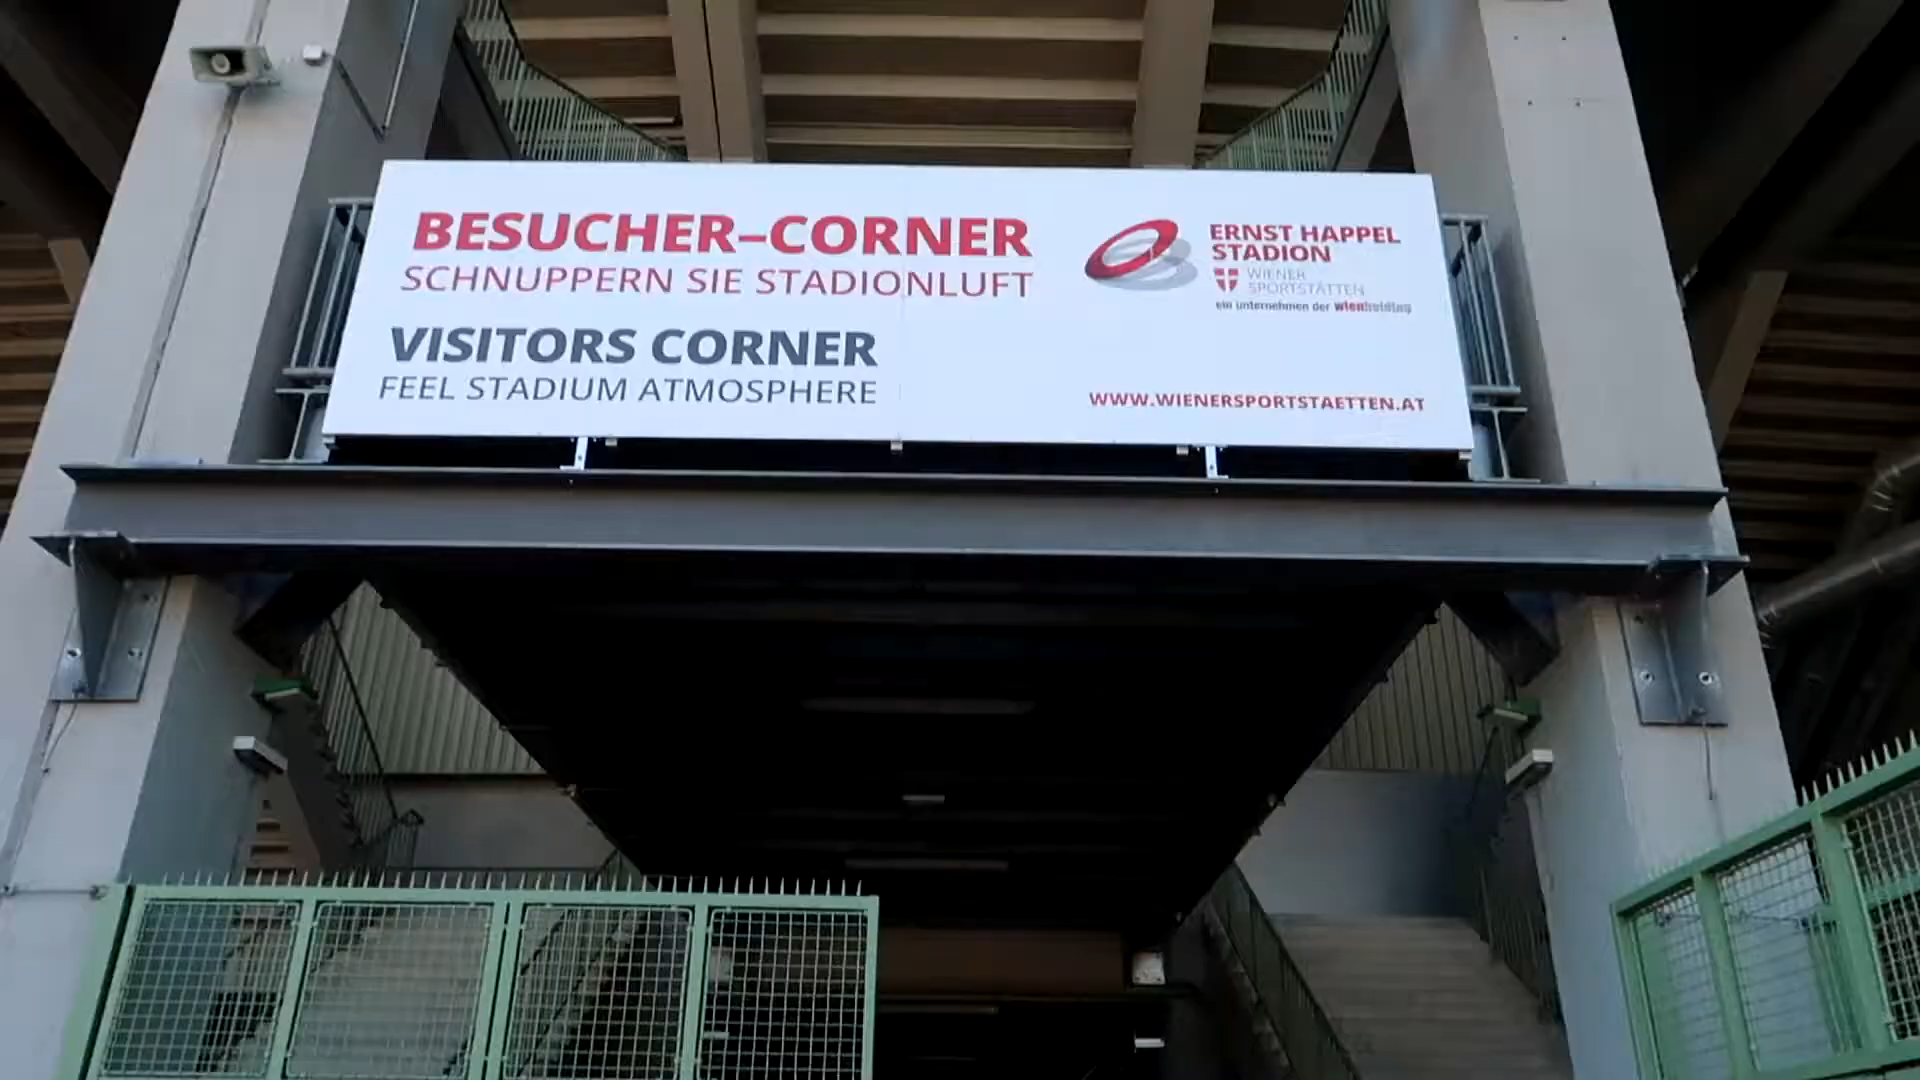 BESUCHER–CORNER
SCHNUPPERN SIE STADIONLUFT
VISITORS CORNER
FEEL STADIUM ATMOSPHERE
ERNST HAPPEL
STADION
WIENER
SPORTSTÄTTEN
ein unternehmen der wienholding
WWW.WIENERSPORTSTAETTEN.AT